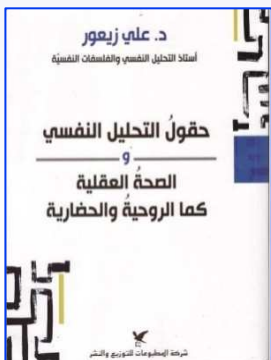 د. علي زيعور
أستاذ التحليل النفسي والفلسفات النفسيّة
حقولُ التحليل النفسي
و
الصحةُ العقلية
كما الروحيةُ والحضارية
شركة المطبوعات للتوزيع والنشر